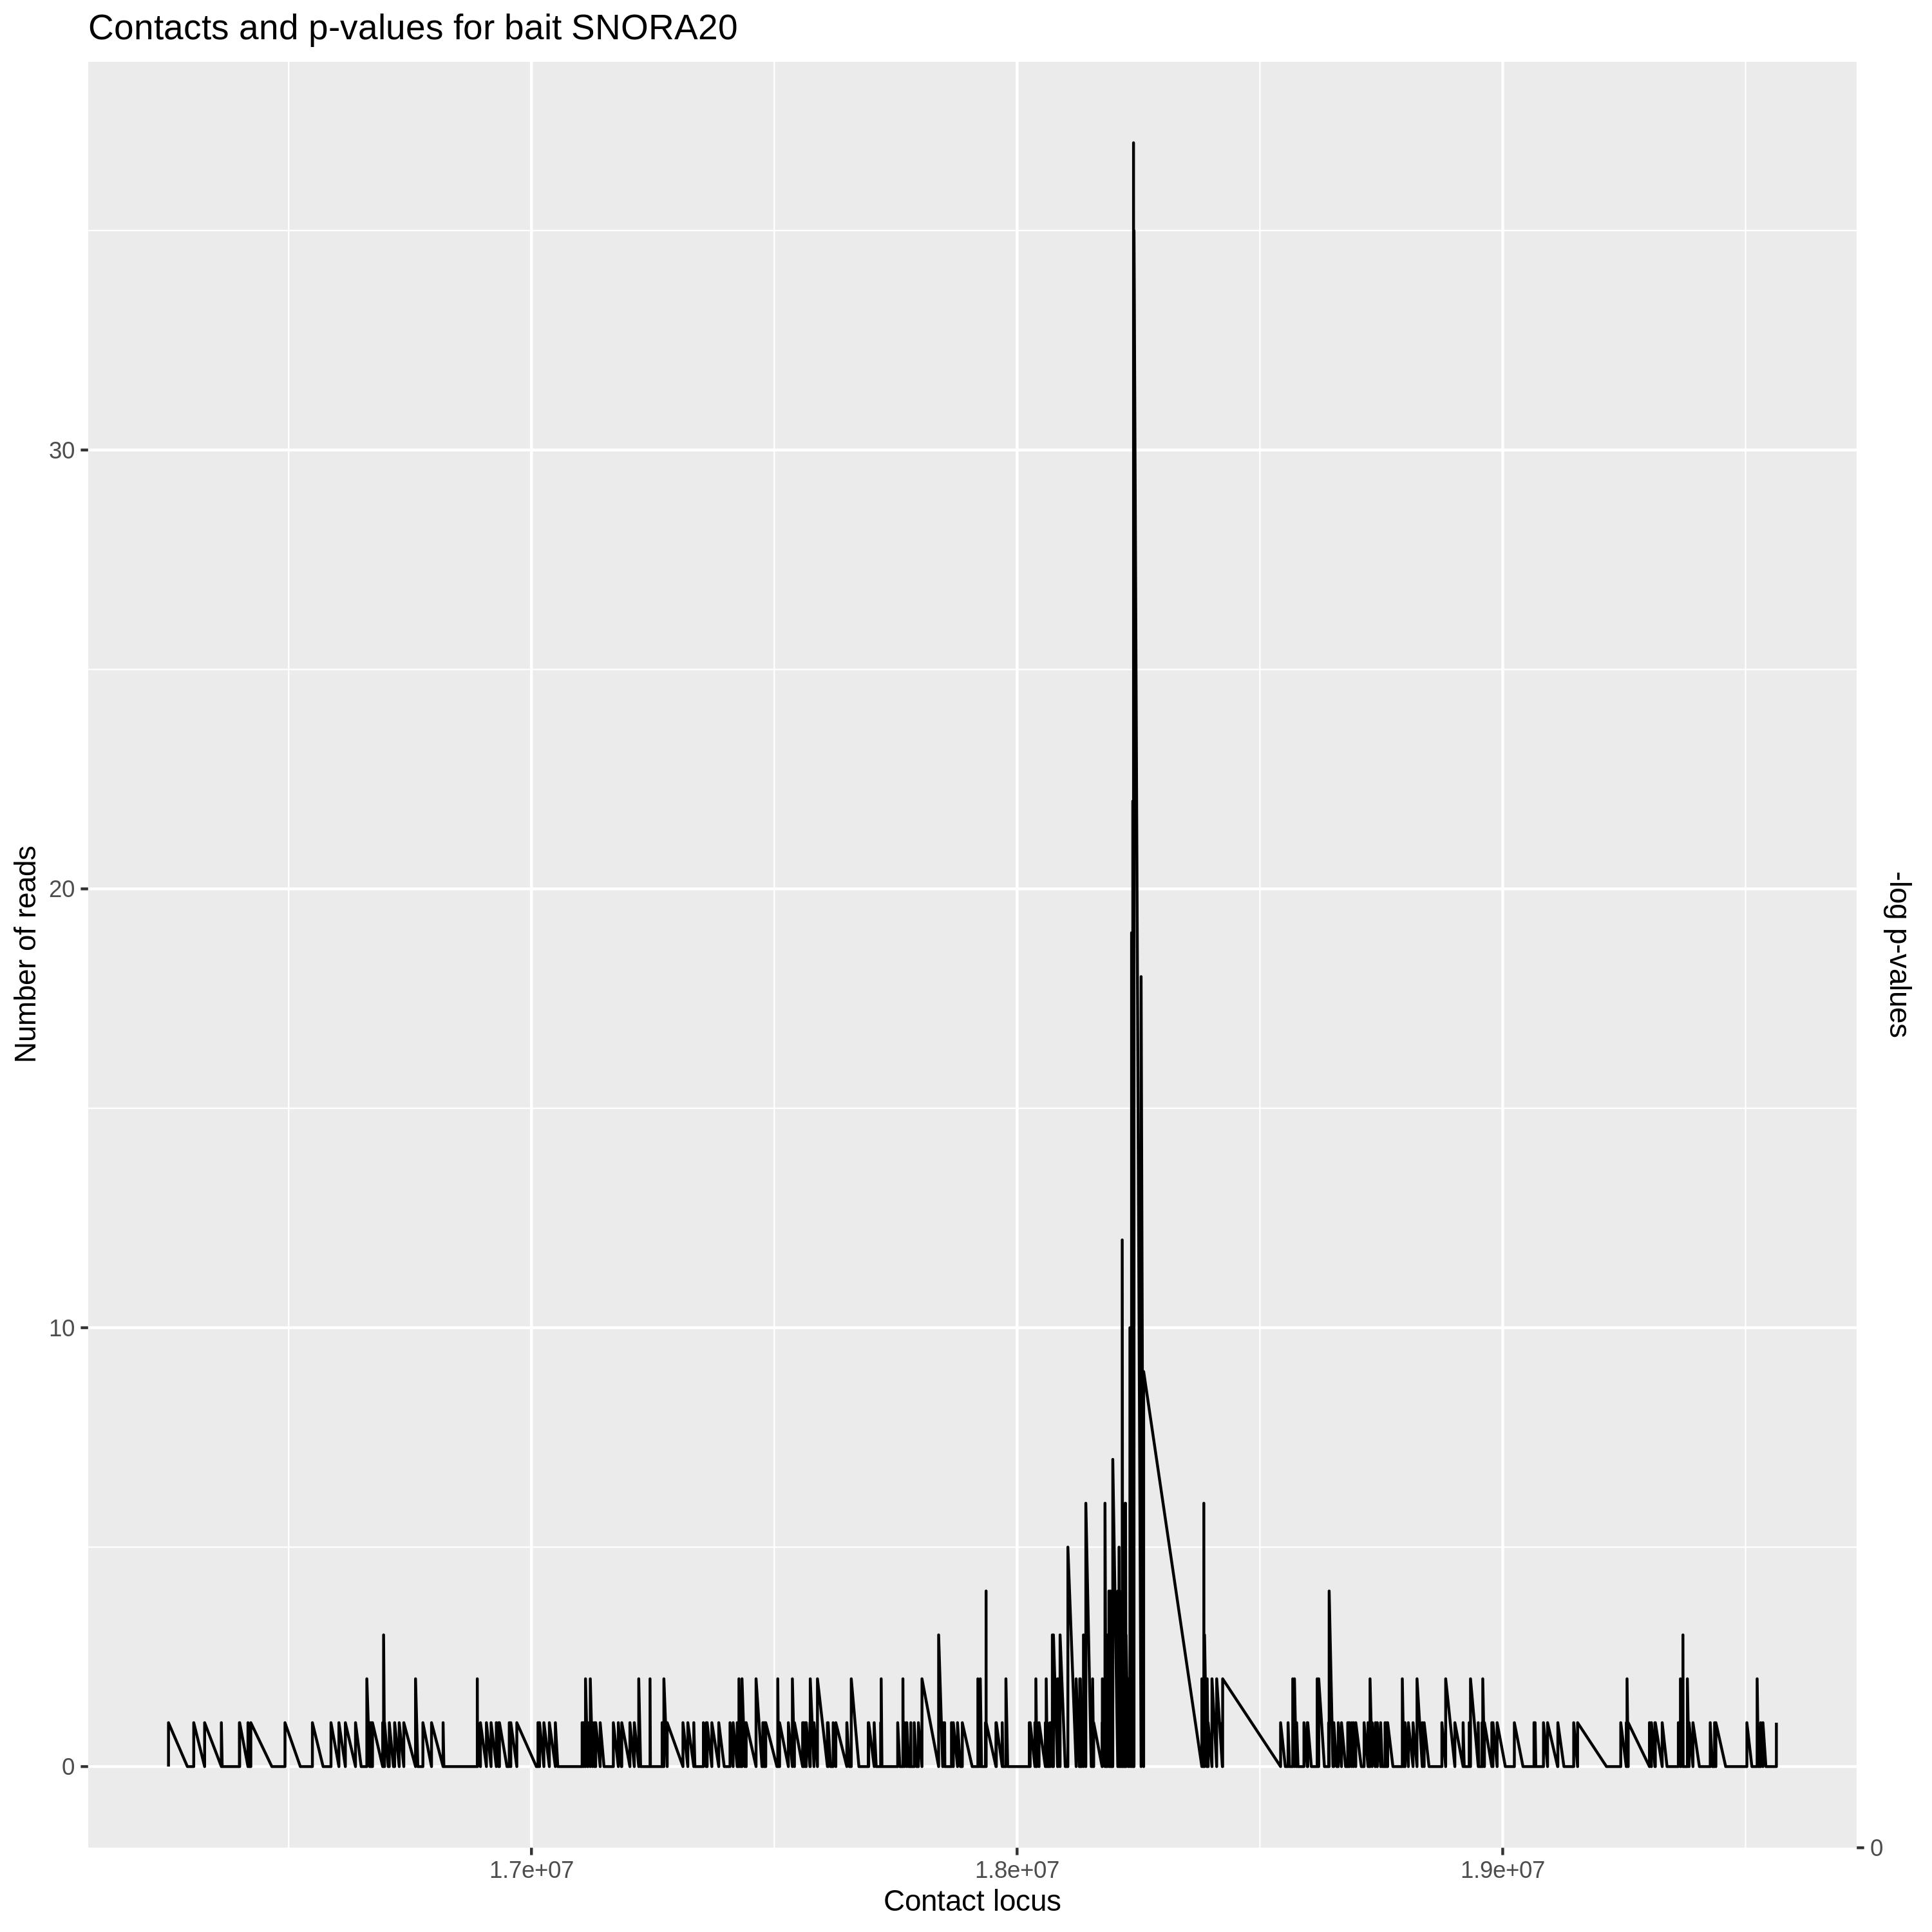 Contacts and p-values for bait SNORA20
Number of reads
30
20
10
0
-log p-values
0
1.7e+07
1.8e+07
1.9e+07
Contact locus